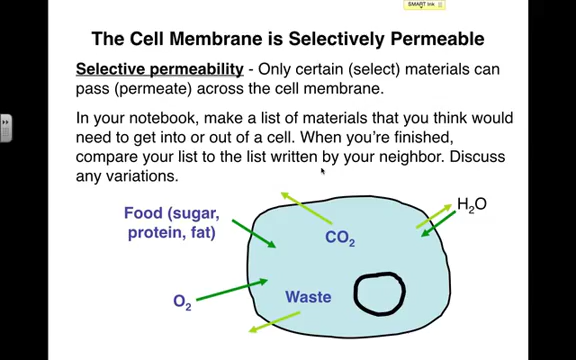 SMART Ink
The Cell Membrane is Selectively Permeable
Selective permeability - Only certain (select) materials can
pass (permeate) across the cell membrane.
In your notebook, make a list of materials that you think would
need to get into or out of a cell. When you're finished,
compare your list to the list written by your neighbor. Discuss
any variations.
Food (sugar,
protein, fat)
CO₂
H₂O
O₂
Waste